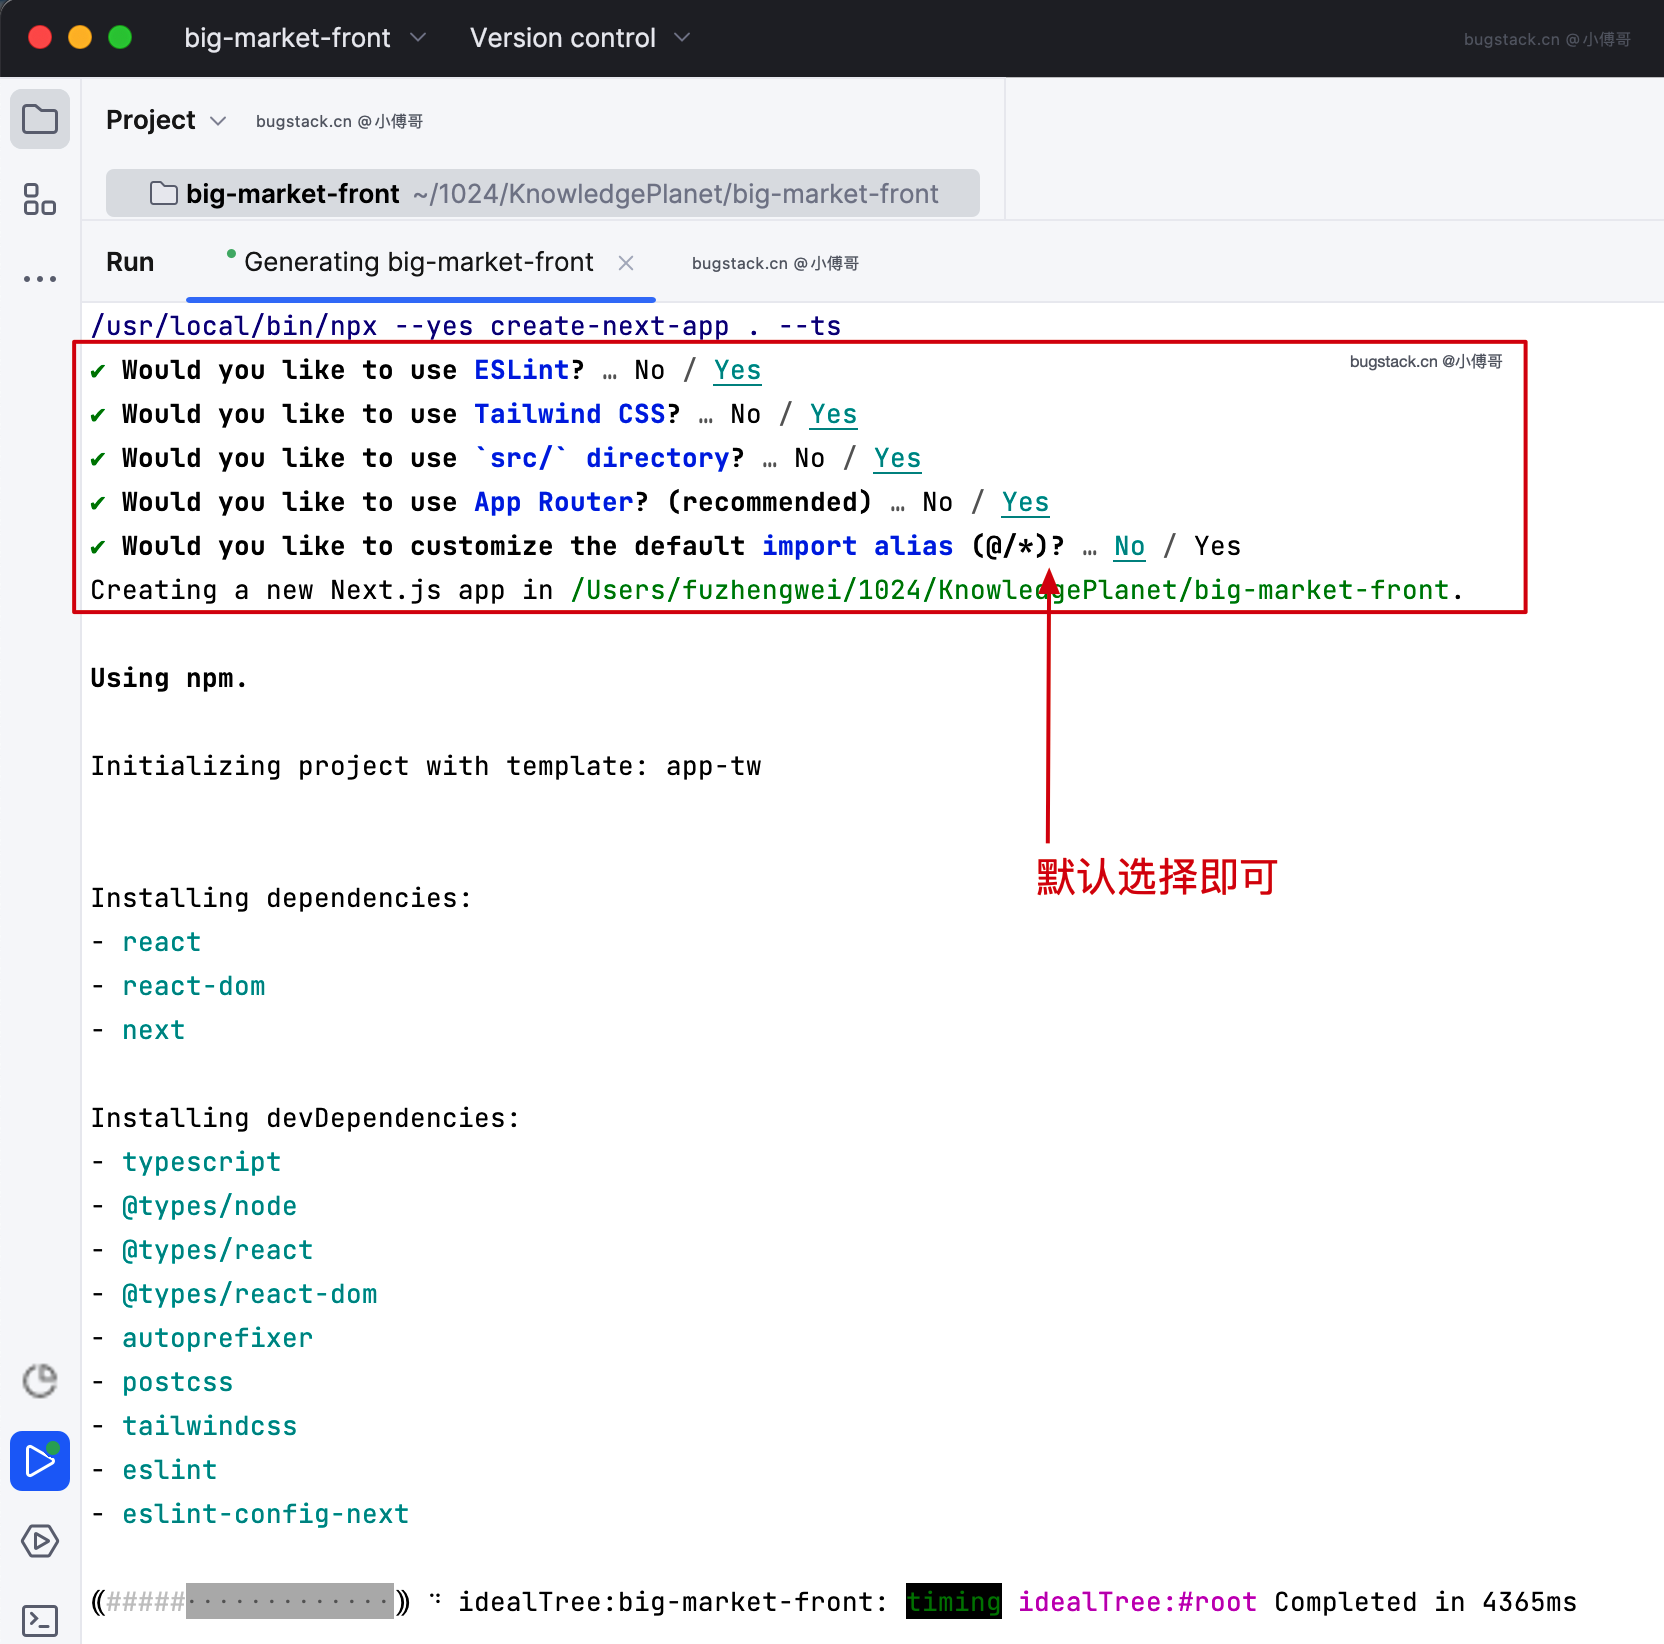 big-market-front Version control bugstack.cn @小傅哥
Project bugstack.cn @小傅哥
big-market-front ~/1024/KnowledgePlanet/big-market-front
Run Generating big-market-front bugstack.cn @小傅哥
/usr/local/bin/npx --yes create-next-app . --ts
✔ Would you like to use ESLint? … No / Yes
bugstack.cn @小傅哥
✔ Would you like to use Tailwind CSS? … No / Yes
✔ Would you like to use `src/` directory? … No / Yes
✔ Would you like to use App Router? (recommended) … No / Yes
✔ Would you like to customize the default import alias (@/*)? … No / Yes
Creating a new Next.js app in /Users/fuzhengwei/1024/KnowledgePlanet/big-market-front.
Using npm.
Initializing project with template: app-tw
默认选择即可
Installing dependencies:
- react
- react-dom
- next
Installing devDependencies:
- typescript
- @types/node
- @types/react
- @types/react-dom
- autoprefixer
- postcss
- tailwindcss
- eslint
- eslint-config-next
(#####·············) ⠙ idealTree:big-market-front: timing idealTree:#root Completed in 4365ms